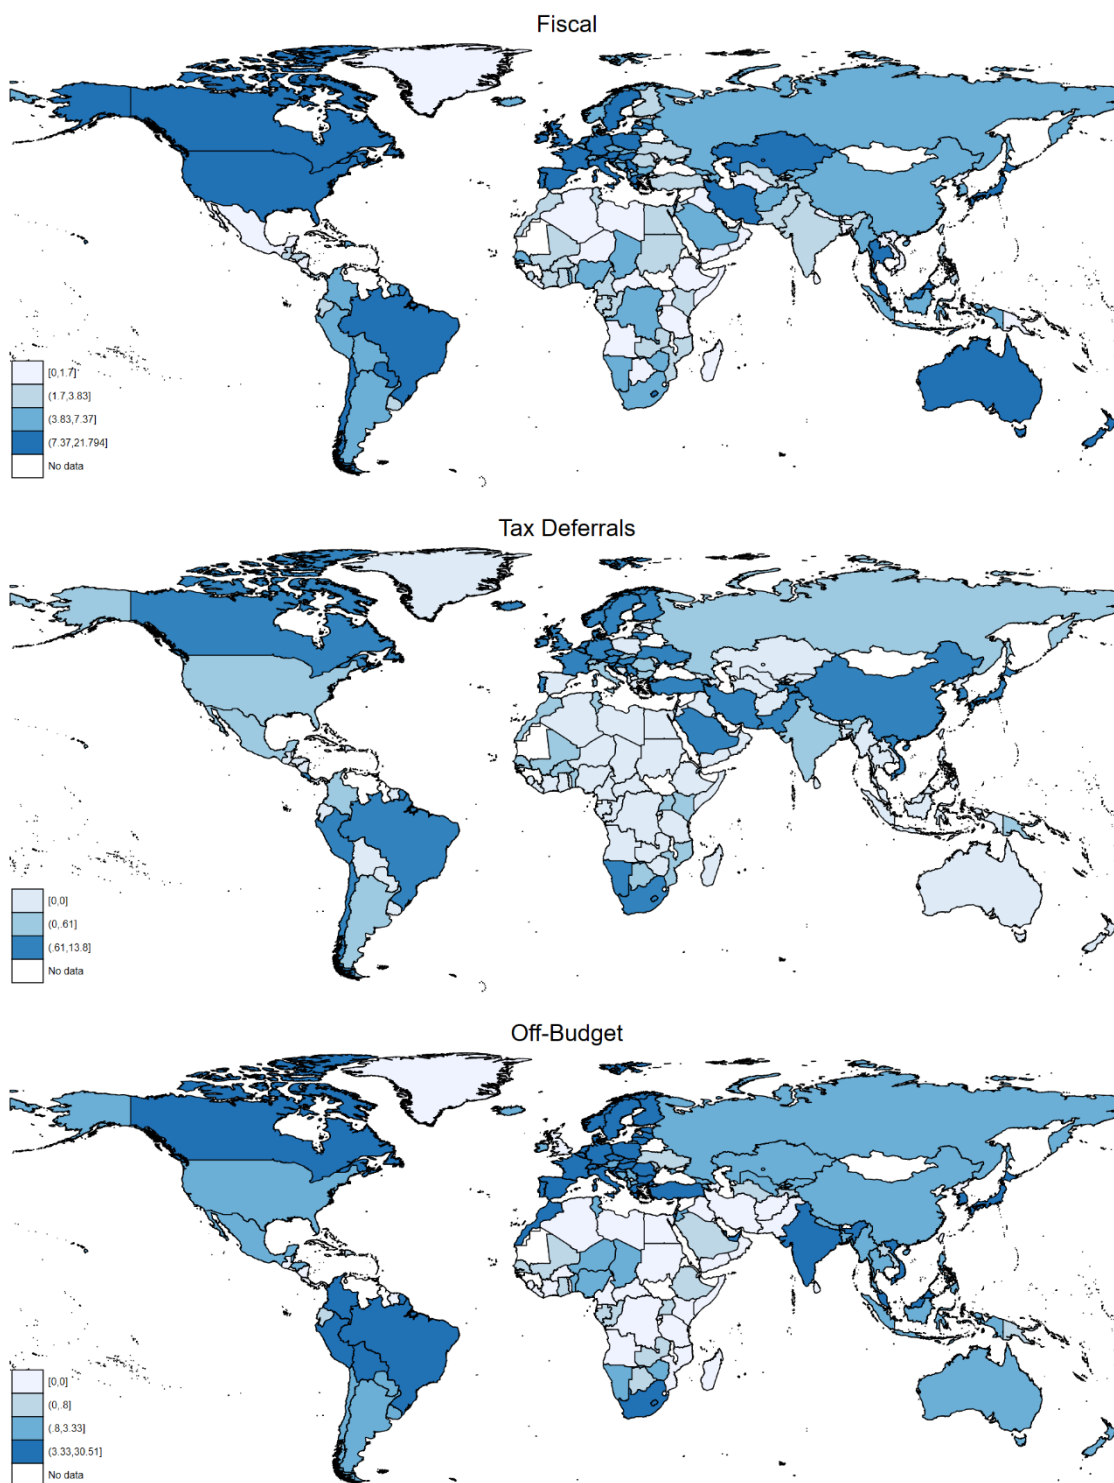 Fiscal
[0,1.7]
(1.7,3.83]
(3.83,7.37]
(7.37,21.794]
No data
Tax Deferrals
[0,0]
(0,.61]
(.61,13.8]
No data
Off-Budget
[0,0]
(0,.8]
(.8,3.33]
(3.33,30.51]
No data